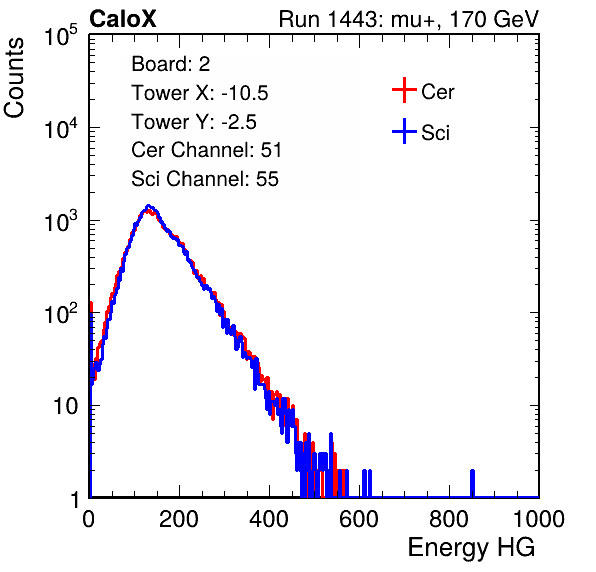 CaloX
Run 1443: mu+, 170 GeV
Counts
10^5
10^4
10^3
10^2
10
1
Board: 2
Tower X: -10.5
Tower Y: -2.5
Cer Channel: 51
Sci Channel: 55
Cer
Sci
0 200 400 600 800 1000
Energy HG